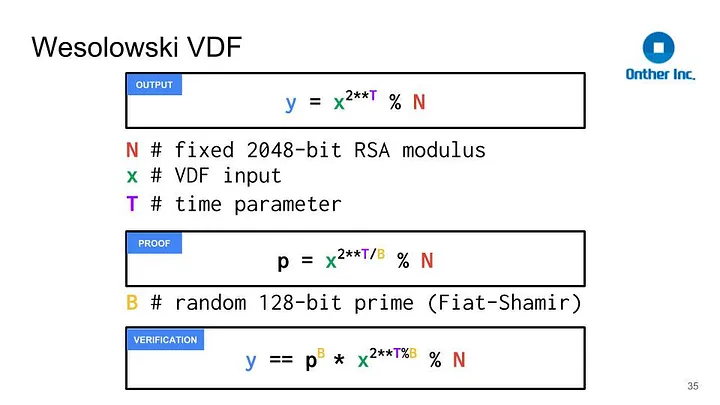 Wesolowski VDF
Onther Inc.
OUTPUT
y = x^2**T % N
N # fixed 2048-bit RSA modulus
x # VDF input
T # time parameter
PROOF
p = x^2**T/B % N
B # random 128-bit prime (Fiat-Shamir)
VERIFICATION
y == p^B * x^2**T%B % N
35